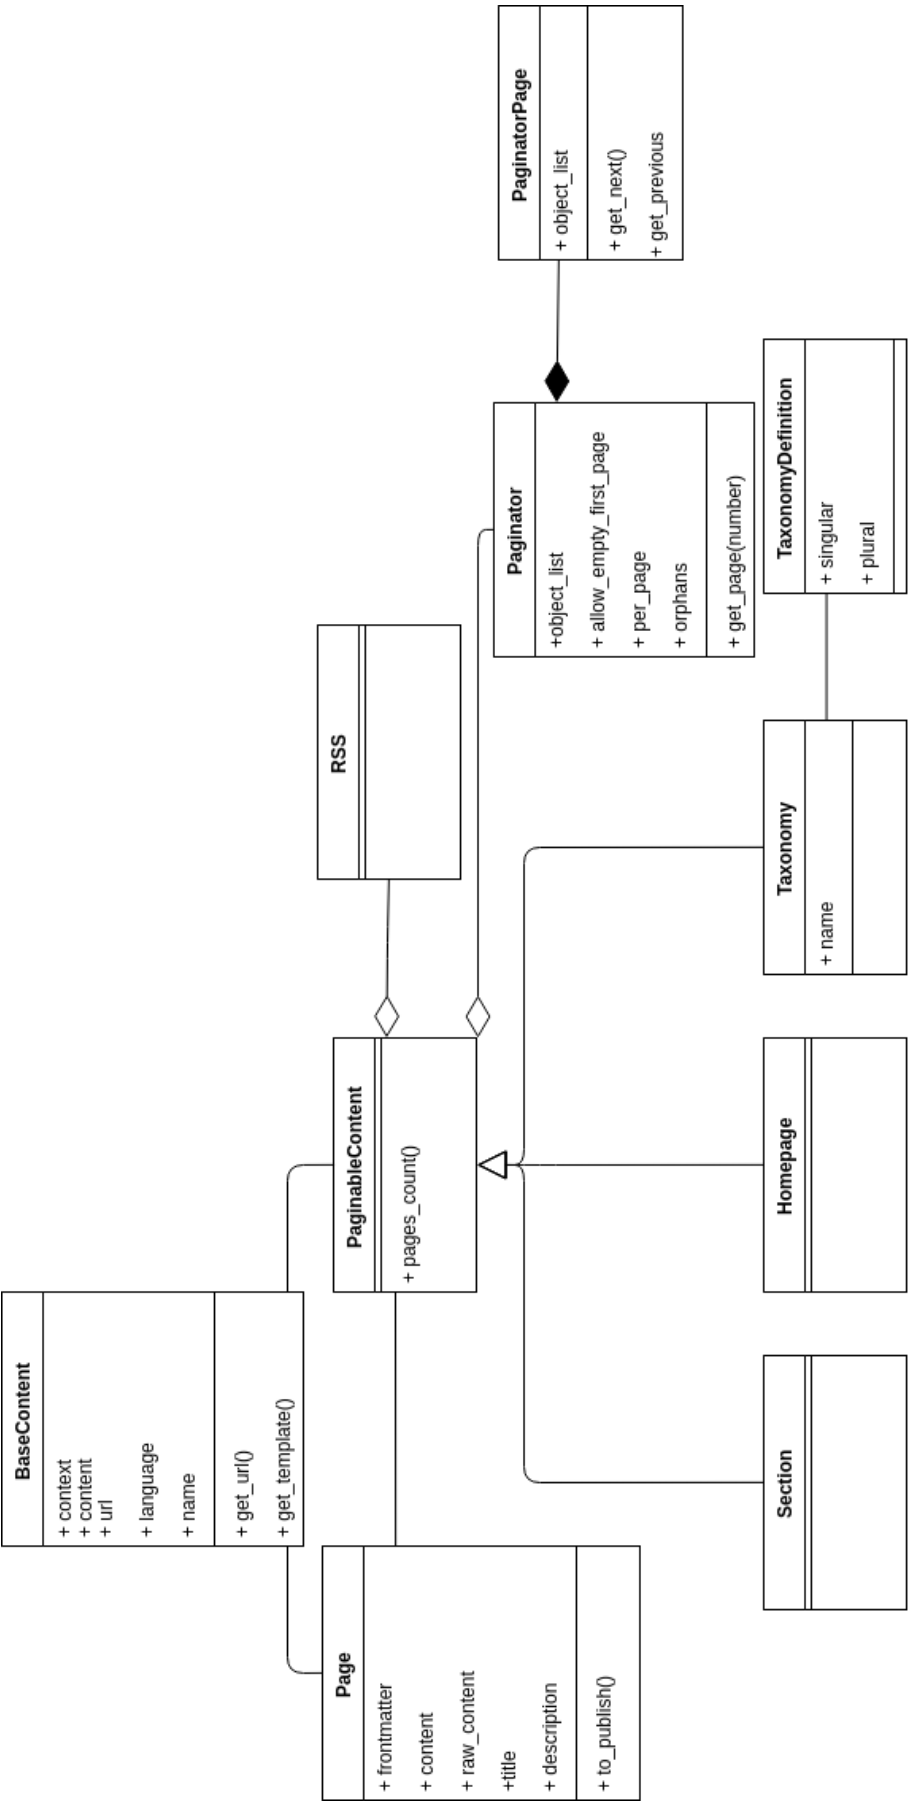 BaseContent
+ context
+ content
+ url
+ language
+ name
+ get_url()
+ get_template()
Page
+ frontmatter
+ content
+ raw_content
+title
+ description
+ to_publish()
PaginableContent
+ pages_count()
RSS
Paginator
+object_list
+ allow_empty_first_page
+ per_page
+ orphans
+ get_page(number)
PaginatorPage
+ object_list
+ get_next()
+ get_previous
Section
Homepage
Taxonomy
+ name
TaxonomyDefinition
+ singular
+ plural